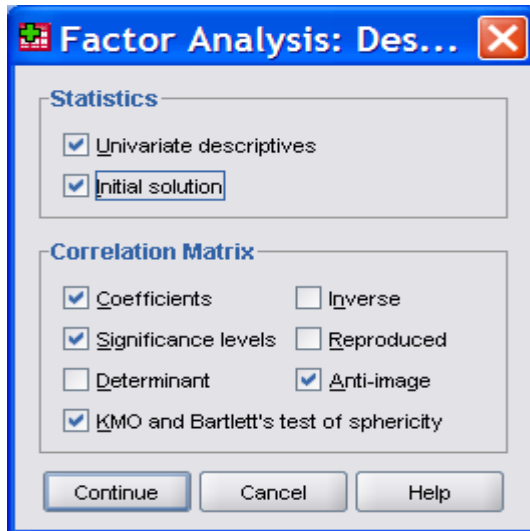 Factor Analysis: Des...
Statistics
Univariate descriptives
Initial solution
Correlation Matrix
Coefficients Inverse
Significance levels Reproduced
Determinant Anti-image
KMO and Bartlett's test of sphericity
Continue Cancel Help